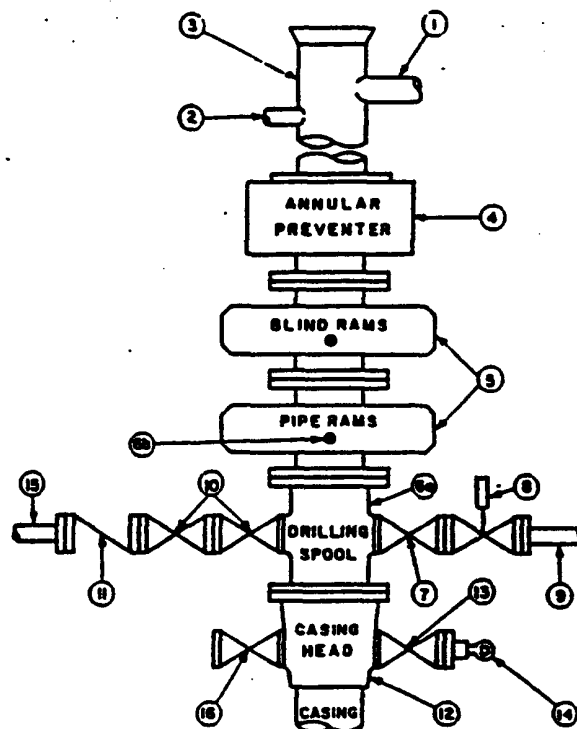 3
1
2
ANNULAR
PREVENTER
4
BLIND RAMS
5
PIPE RAMS
6b
6a
8
15
10
DRILLING
SPOOL
11
7
9
13
CASING
HEAD
16
12
14
CASING